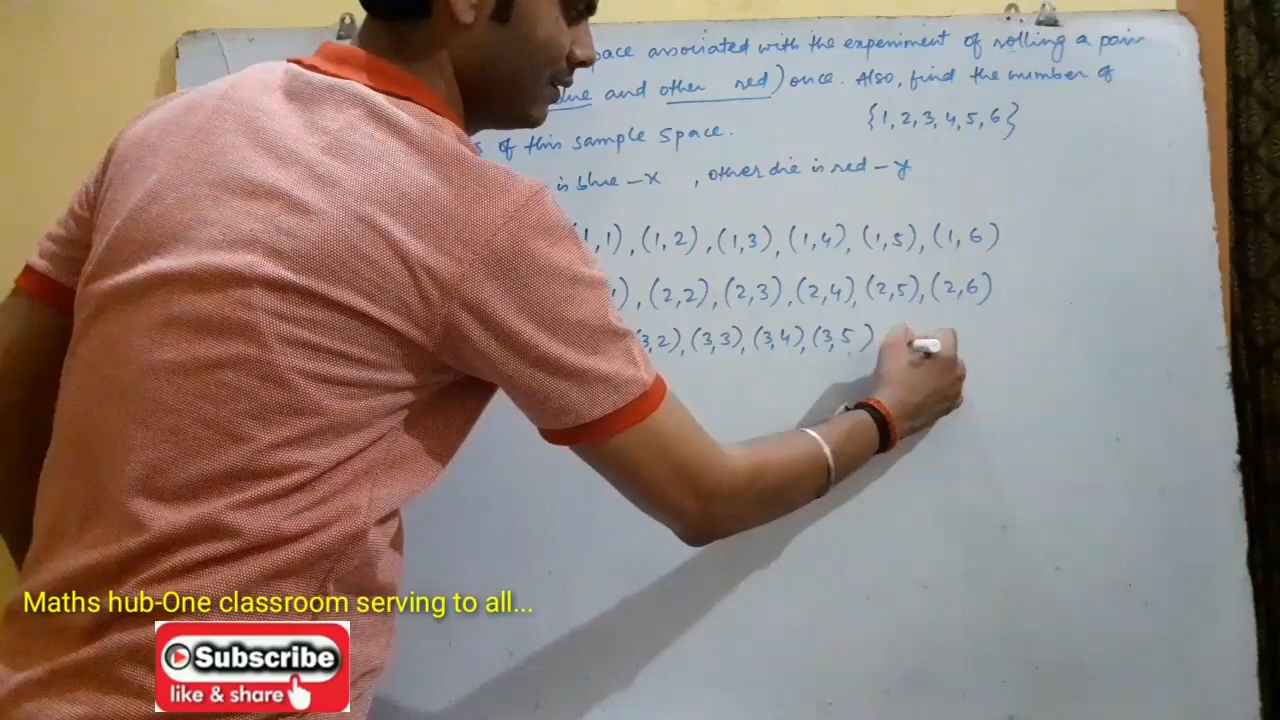 space associated with the experiment of rolling a pair
blue and other red) once. Also, find the number of
of this sample space.
{1,2,3,4,5,6}
is blue - x , other die is red - y
(1,1), (1,2), (1,3), (1,4), (1,5), (1,6)
), (2,2), (2,3), (2,4), (2,5), (2,6)
(3,2), (3,3), (3,4), (3,5)
Maths hub-One classroom serving to all...
Subscribe
like & share